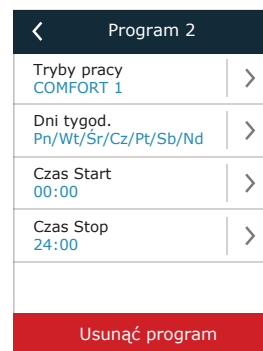 Program 2
Tryby pracy
COMFORT 1
Dni tygod.
Pn/Wt/Śr/Cz/Pt/Sb/Nd
Czas Start
00:00
Czas Stop
24:00
Usunąć program